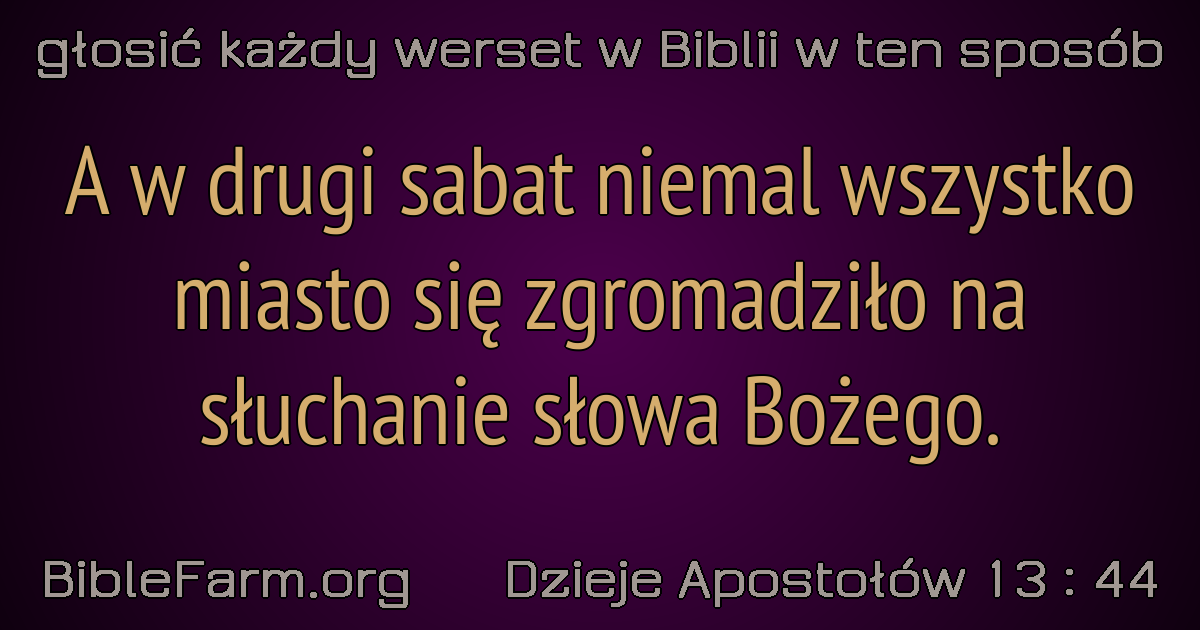 głosić każdy werset w Biblii w ten sposób
A w drugi sabat niemal wszystko
miasto się zgromadziło na
słuchanie słowa Bożego.
BibleFarm.org
Dzieje Apostołów 13 : 44